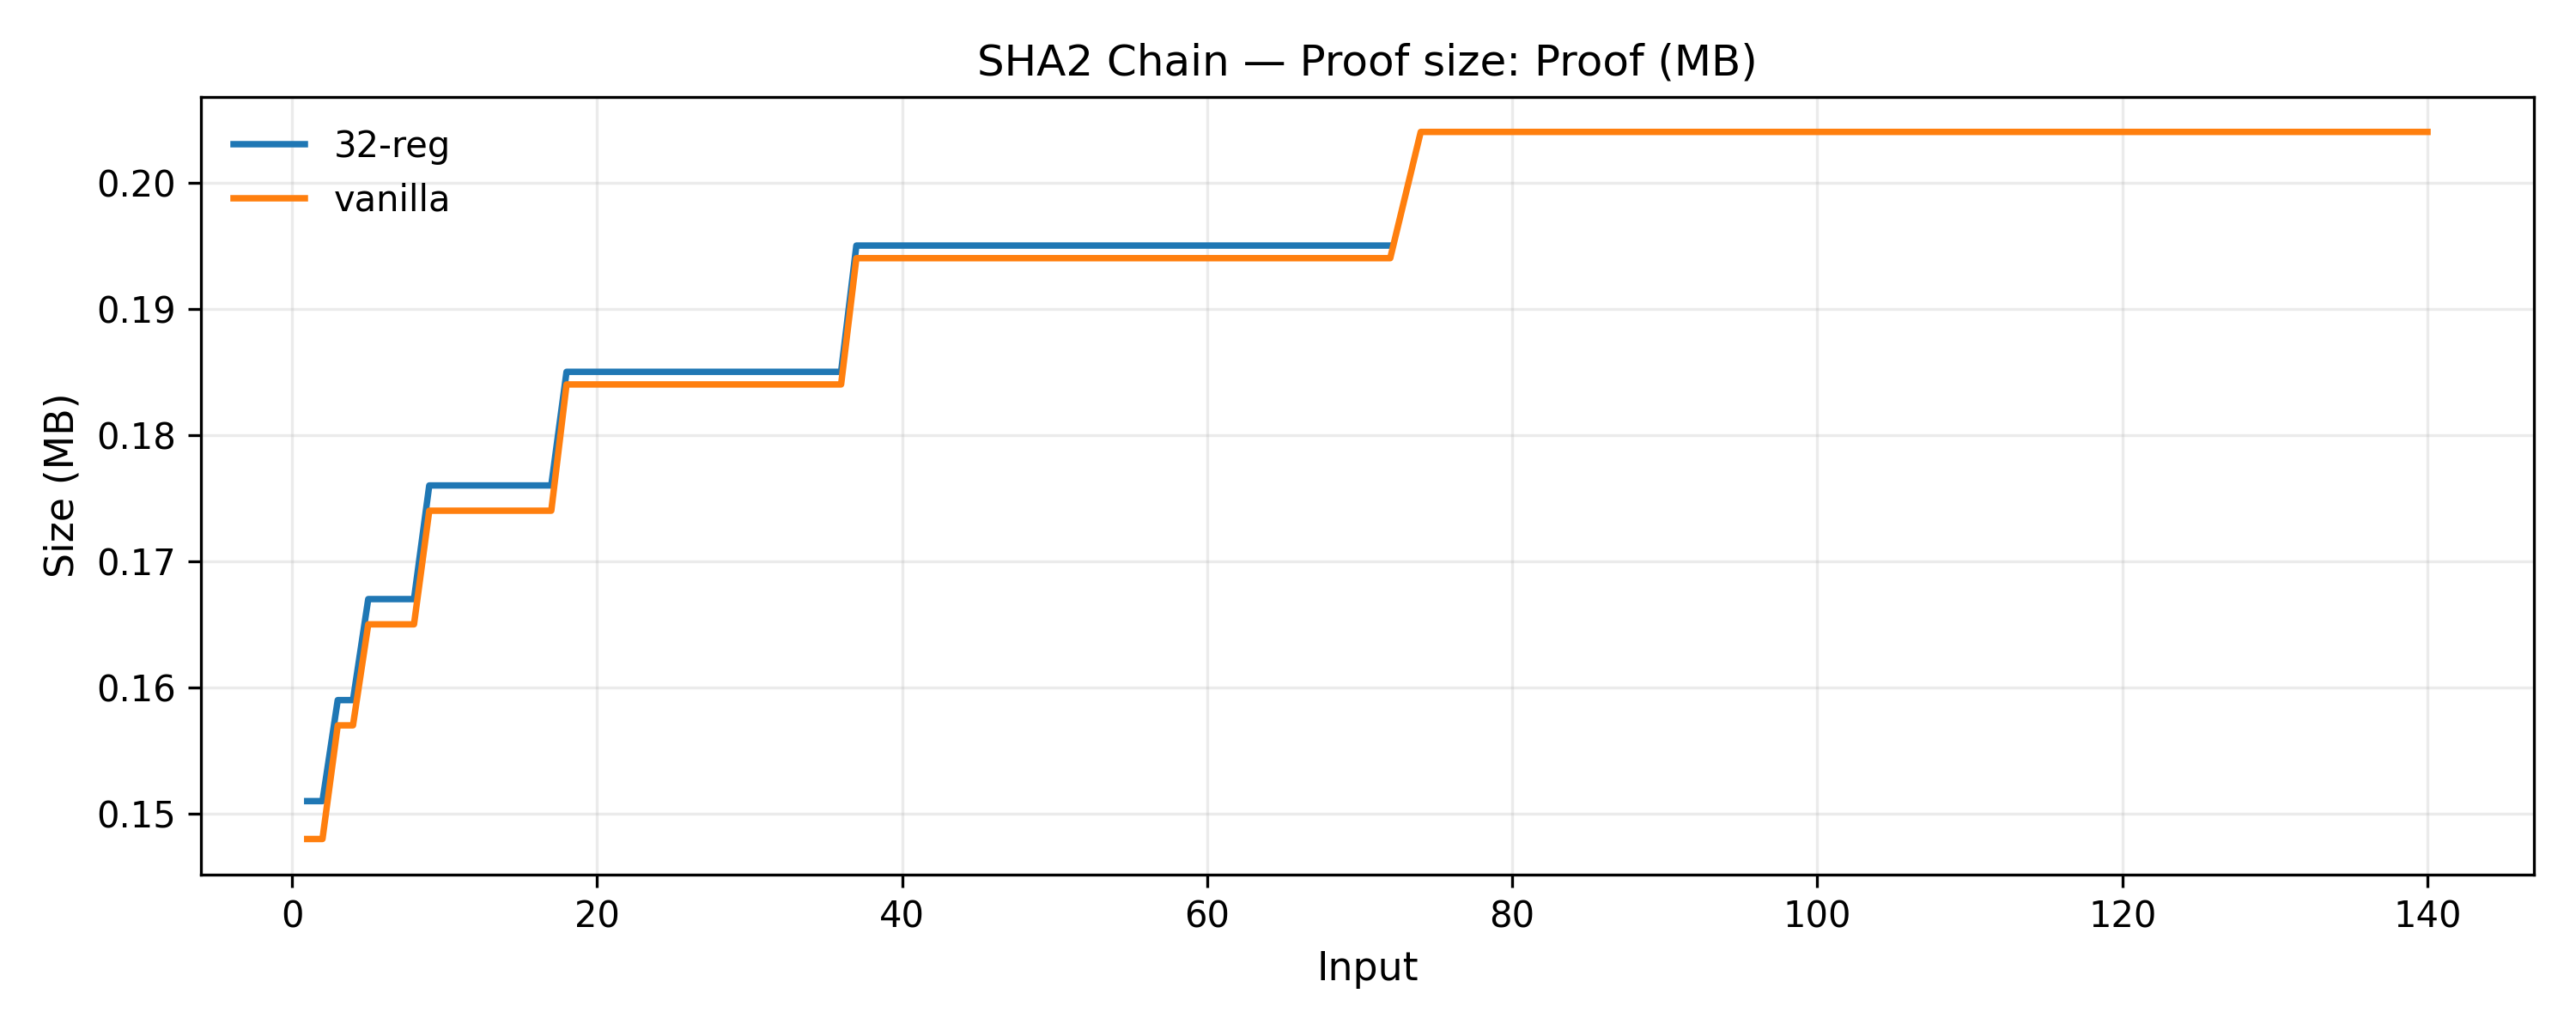 SHA2 Chain — Proof size: Proof (MB)
32-reg
vanilla
Size (MB)
0.20
0.19
0.18
0.17
0.16
0.15
0 20 40 60 80 100 120 140
Input